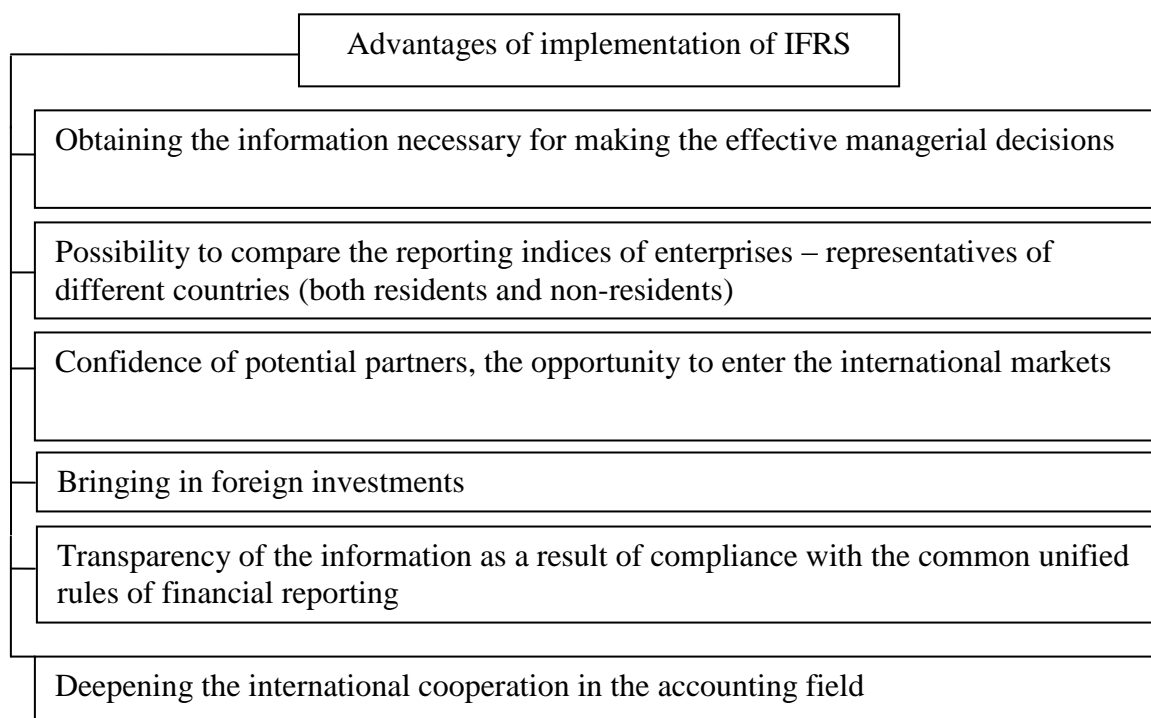 Advantages of implementation of IFRS
Obtaining the information necessary for making the effective managerial decisions
Possibility to compare the reporting indices of enterprises – representatives of
different countries (both residents and non-residents)
Confidence of potential partners, the opportunity to enter the international markets
Bringing in foreign investments
Transparency of the information as a result of compliance with the common unified
rules of financial reporting
Deepening the international cooperation in the accounting field